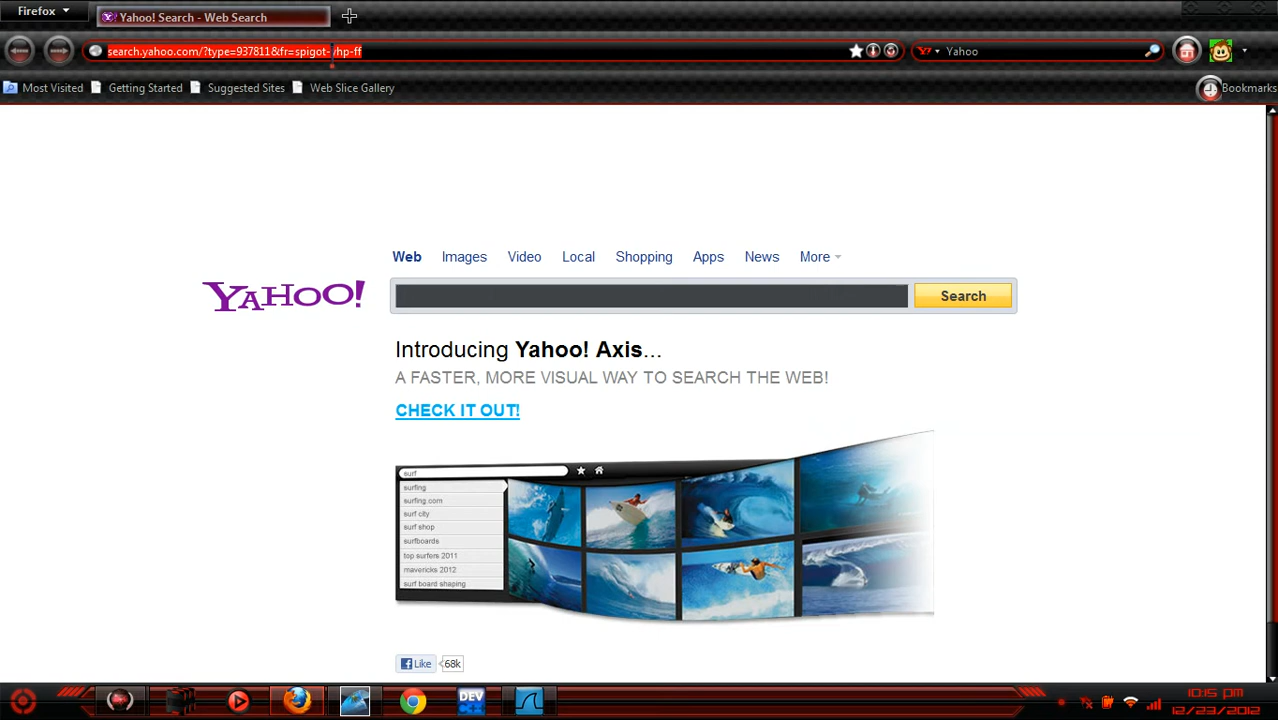 Firefox
Yahoo! Search - Web Search
search.yahoo.com/?type=937811&fr=spigot-yhp-ff
Yahoo
Most Visited
Getting Started
Suggested Sites
Web Slice Gallery
Bookmarks
Web
Images
Video
Local
Shopping
Apps
News
More
YAHOO!
Search
Introducing Yahoo! Axis...
A FASTER, MORE VISUAL WAY TO SEARCH THE WEB!
CHECK IT OUT!
surf
surfing
surfing.com
surf city
surf shop
surfboards
top surfers 2011
mavericks 2012
surf board shaping
Like
68k
DEV
10:15 PM
12/23/2012